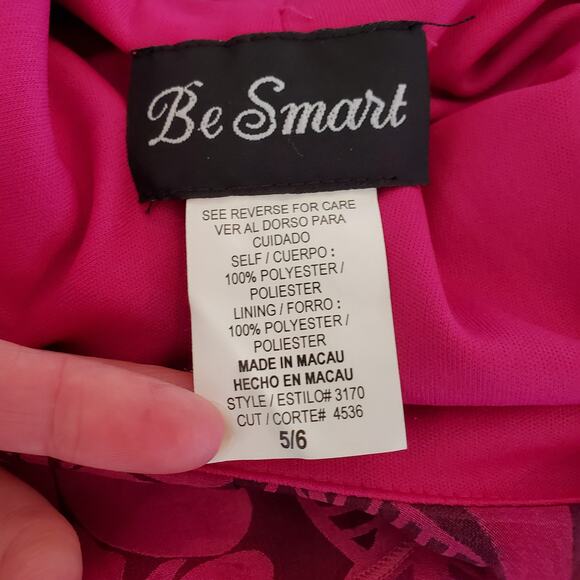 Be Smart
SEE REVERSE FOR CARE
VER AL DORSO PARA
CUIDADO
SELF / CUERPO :
100% POLYESTER /
POLIESTER
LINING / FORRO :
100% POLYESTER /
POLIESTER
MADE IN MACAU
HECHO EN MACAU
STYLE / ESTILO# 3170
CUT / CORTE# 4536
5/6